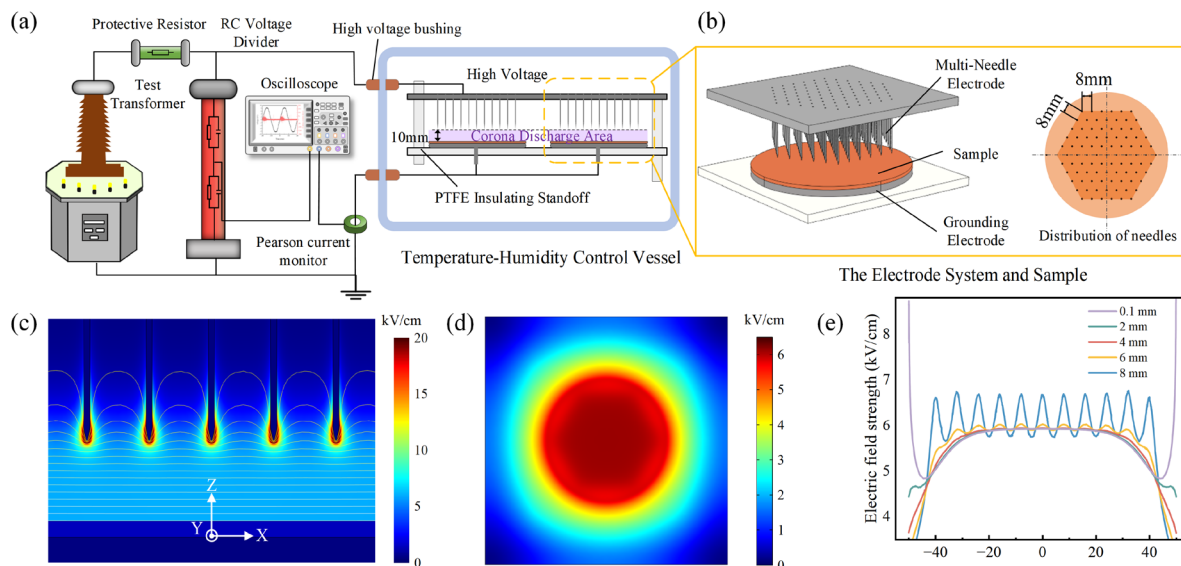 (a)
Protective Resistor
RC Voltage
Divider
High voltage bushing
Test
Transformer
Oscilloscope
High Voltage
10mm
Corona Discharge Area
PTFE Insulating Standoff
Pearson current
monitor
Temperature-Humidity Control Vessel
(b)
Multi-Needle
Electrode
8mm
8mm
Sample
Grounding
Electrode
Distribution of needles
The Electrode System and Sample
(c)
kV/cm
20
15
10
5
0
Z
Y
X
(d)
kV/cm
6
5
4
3
2
1
0
(e)
Electric field strength (kV/cm)
8
7
6
5
4
0.1 mm
2 mm
4 mm
6 mm
8 mm
−40
−20
0
20
40